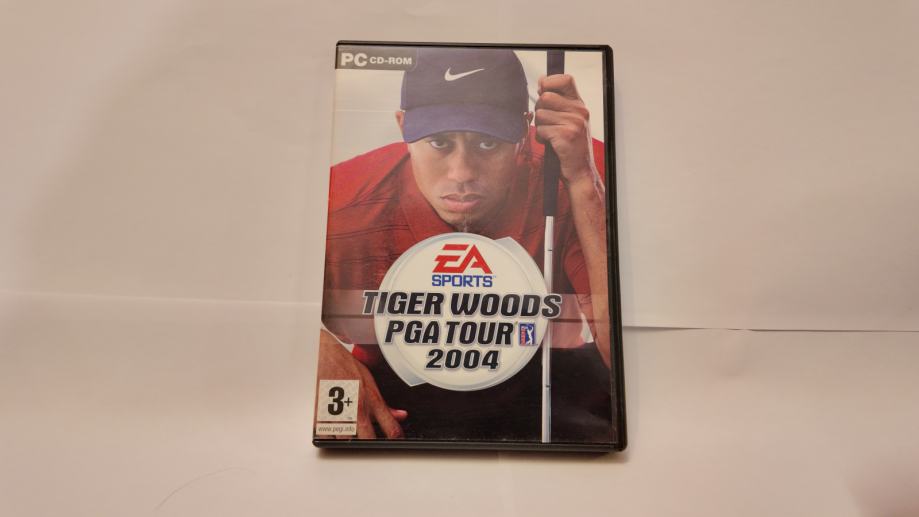 PC CD-ROM
EA
SPORTS
TIGER WOODS
PGA TOUR
2004
3+
www.pegi.info